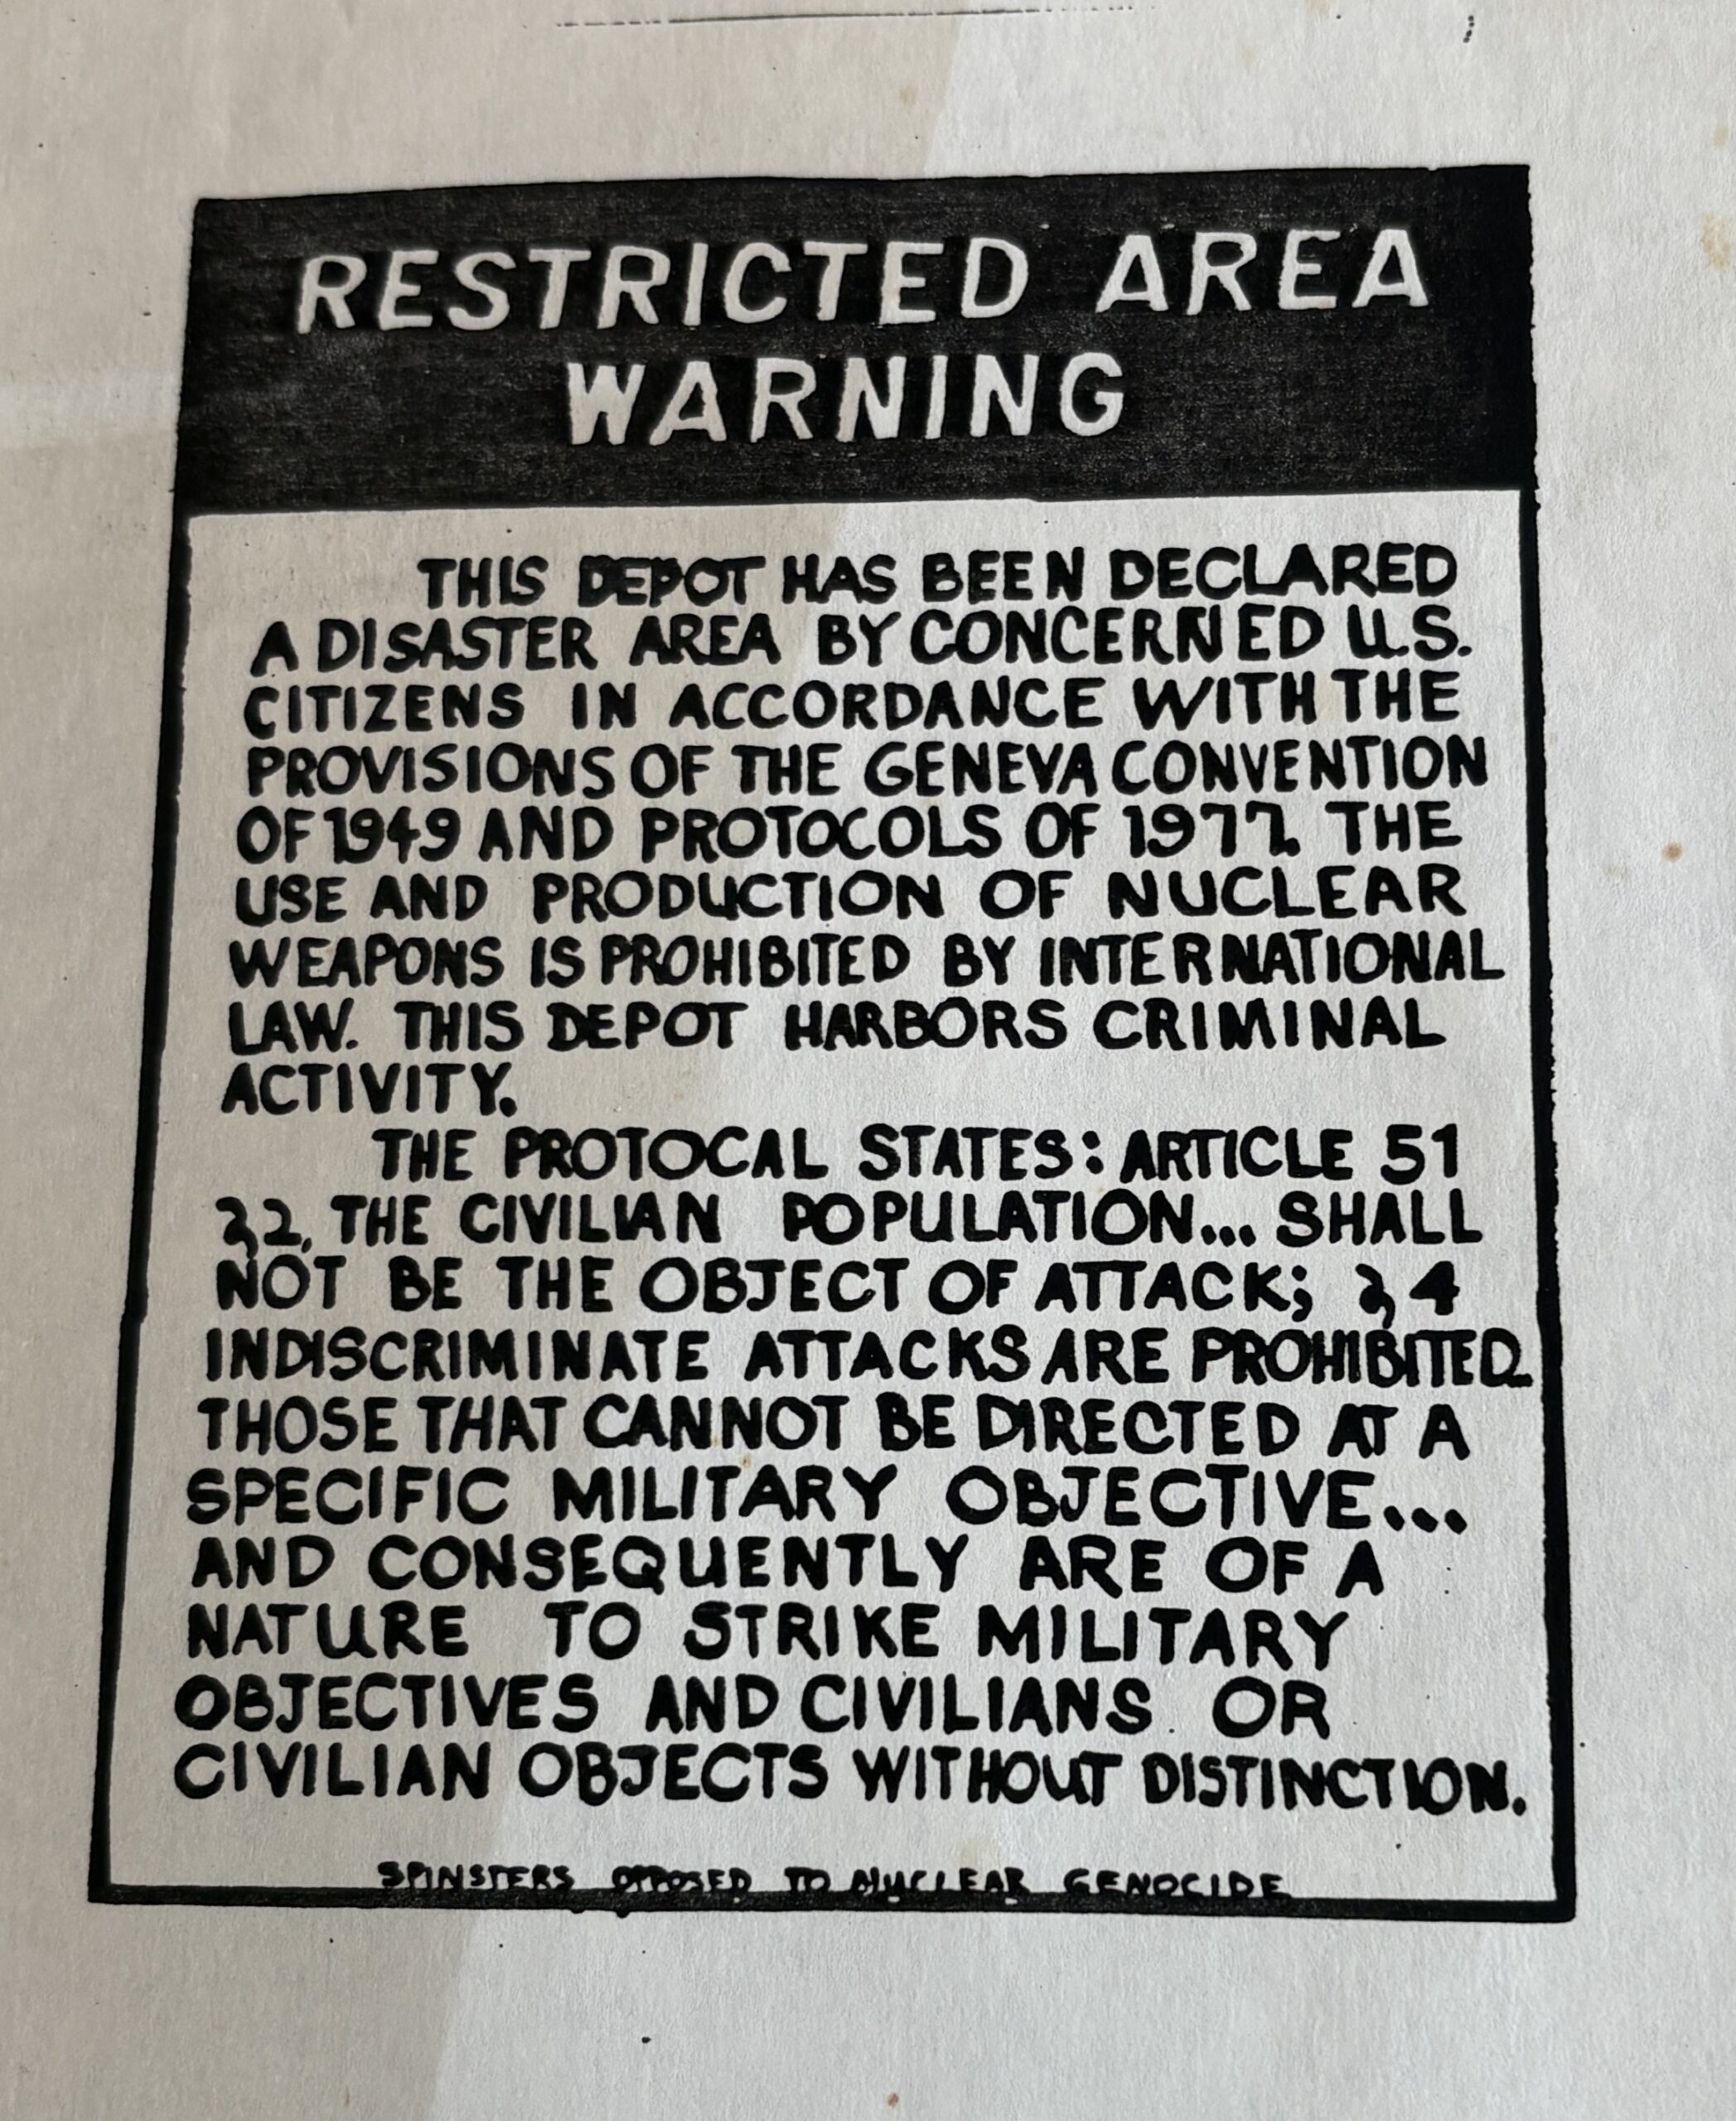 RESTRICTED AREA
WARNING
THIS DEPOT HAS BEEN DECLARED
A DISASTER AREA BY CONCERNED U.S.
CITIZENS IN ACCORDANCE WITH THE
PROVISIONS OF THE GENEVA CONVENTION
OF 1949 AND PROTOCOLS OF 1977. THE
USE AND PRODUCTION OF NUCLEAR
WEAPONS IS PROHIBITED BY INTERNATIONAL
LAW. THIS DEPOT HARBORS CRIMINAL
ACTIVITY.
THE PROTOCAL STATES: ARTICLE 51
2, THE CIVILIAN POPULATION... SHALL
NOT BE THE OBJECT OF ATTACK; 4
INDISCRIMINATE ATTACKS ARE PROHIBITED.
THOSE THAT CANNOT BE DIRECTED AT A
SPECIFIC MILITARY OBJECTIVE...
AND CONSEQUENTLY ARE OF A
NATURE TO STRIKE MILITARY
OBJECTIVES AND CIVILIANS OR
CIVILIAN OBJECTS WITHOUT DISTINCTION.
SPINSTERS OPPOSED TO NUCLEAR GENOCIDE